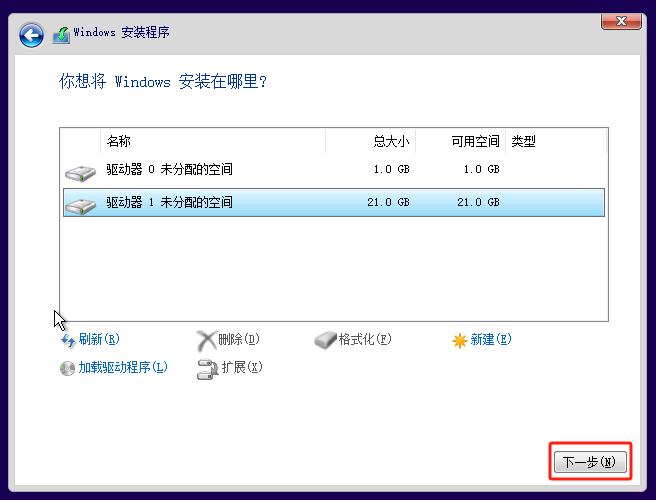 Windows 安装程序
你想将 Windows 安装在哪里?
名称 总大小 可用空间 类型
驱动器 0 未分配的空间 1.0 GB 1.0 GB
驱动器 1 未分配的空间 21.0 GB 21.0 GB
刷新(R) 删除(D) 格式化(F) 新建(E)
加载驱动程序(L) 扩展(X)
下一步(N)